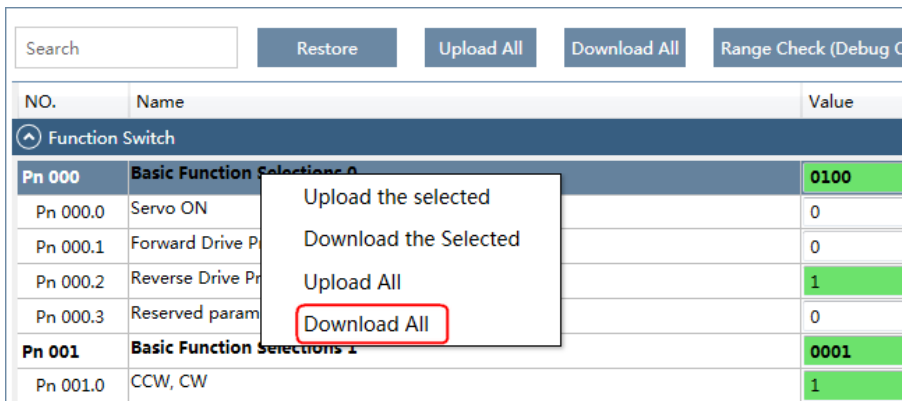 Search Restore Upload All Download All Range Check (Debug
NO. Name Value
Function Switch
Pn 000 Basic Function Selections 0 0100
Upload the selected
Pn 000.0 Servo ON 0
Download the Selected
Pn 000.1 Forward Drive 0
Pn 000.2 Reverse Drive 1
Upload All
Pn 000.3 Reserved param 0
Download All
Pn 001 Basic Function Selections 1 0001
Pn 001.0 CCW, CW 1